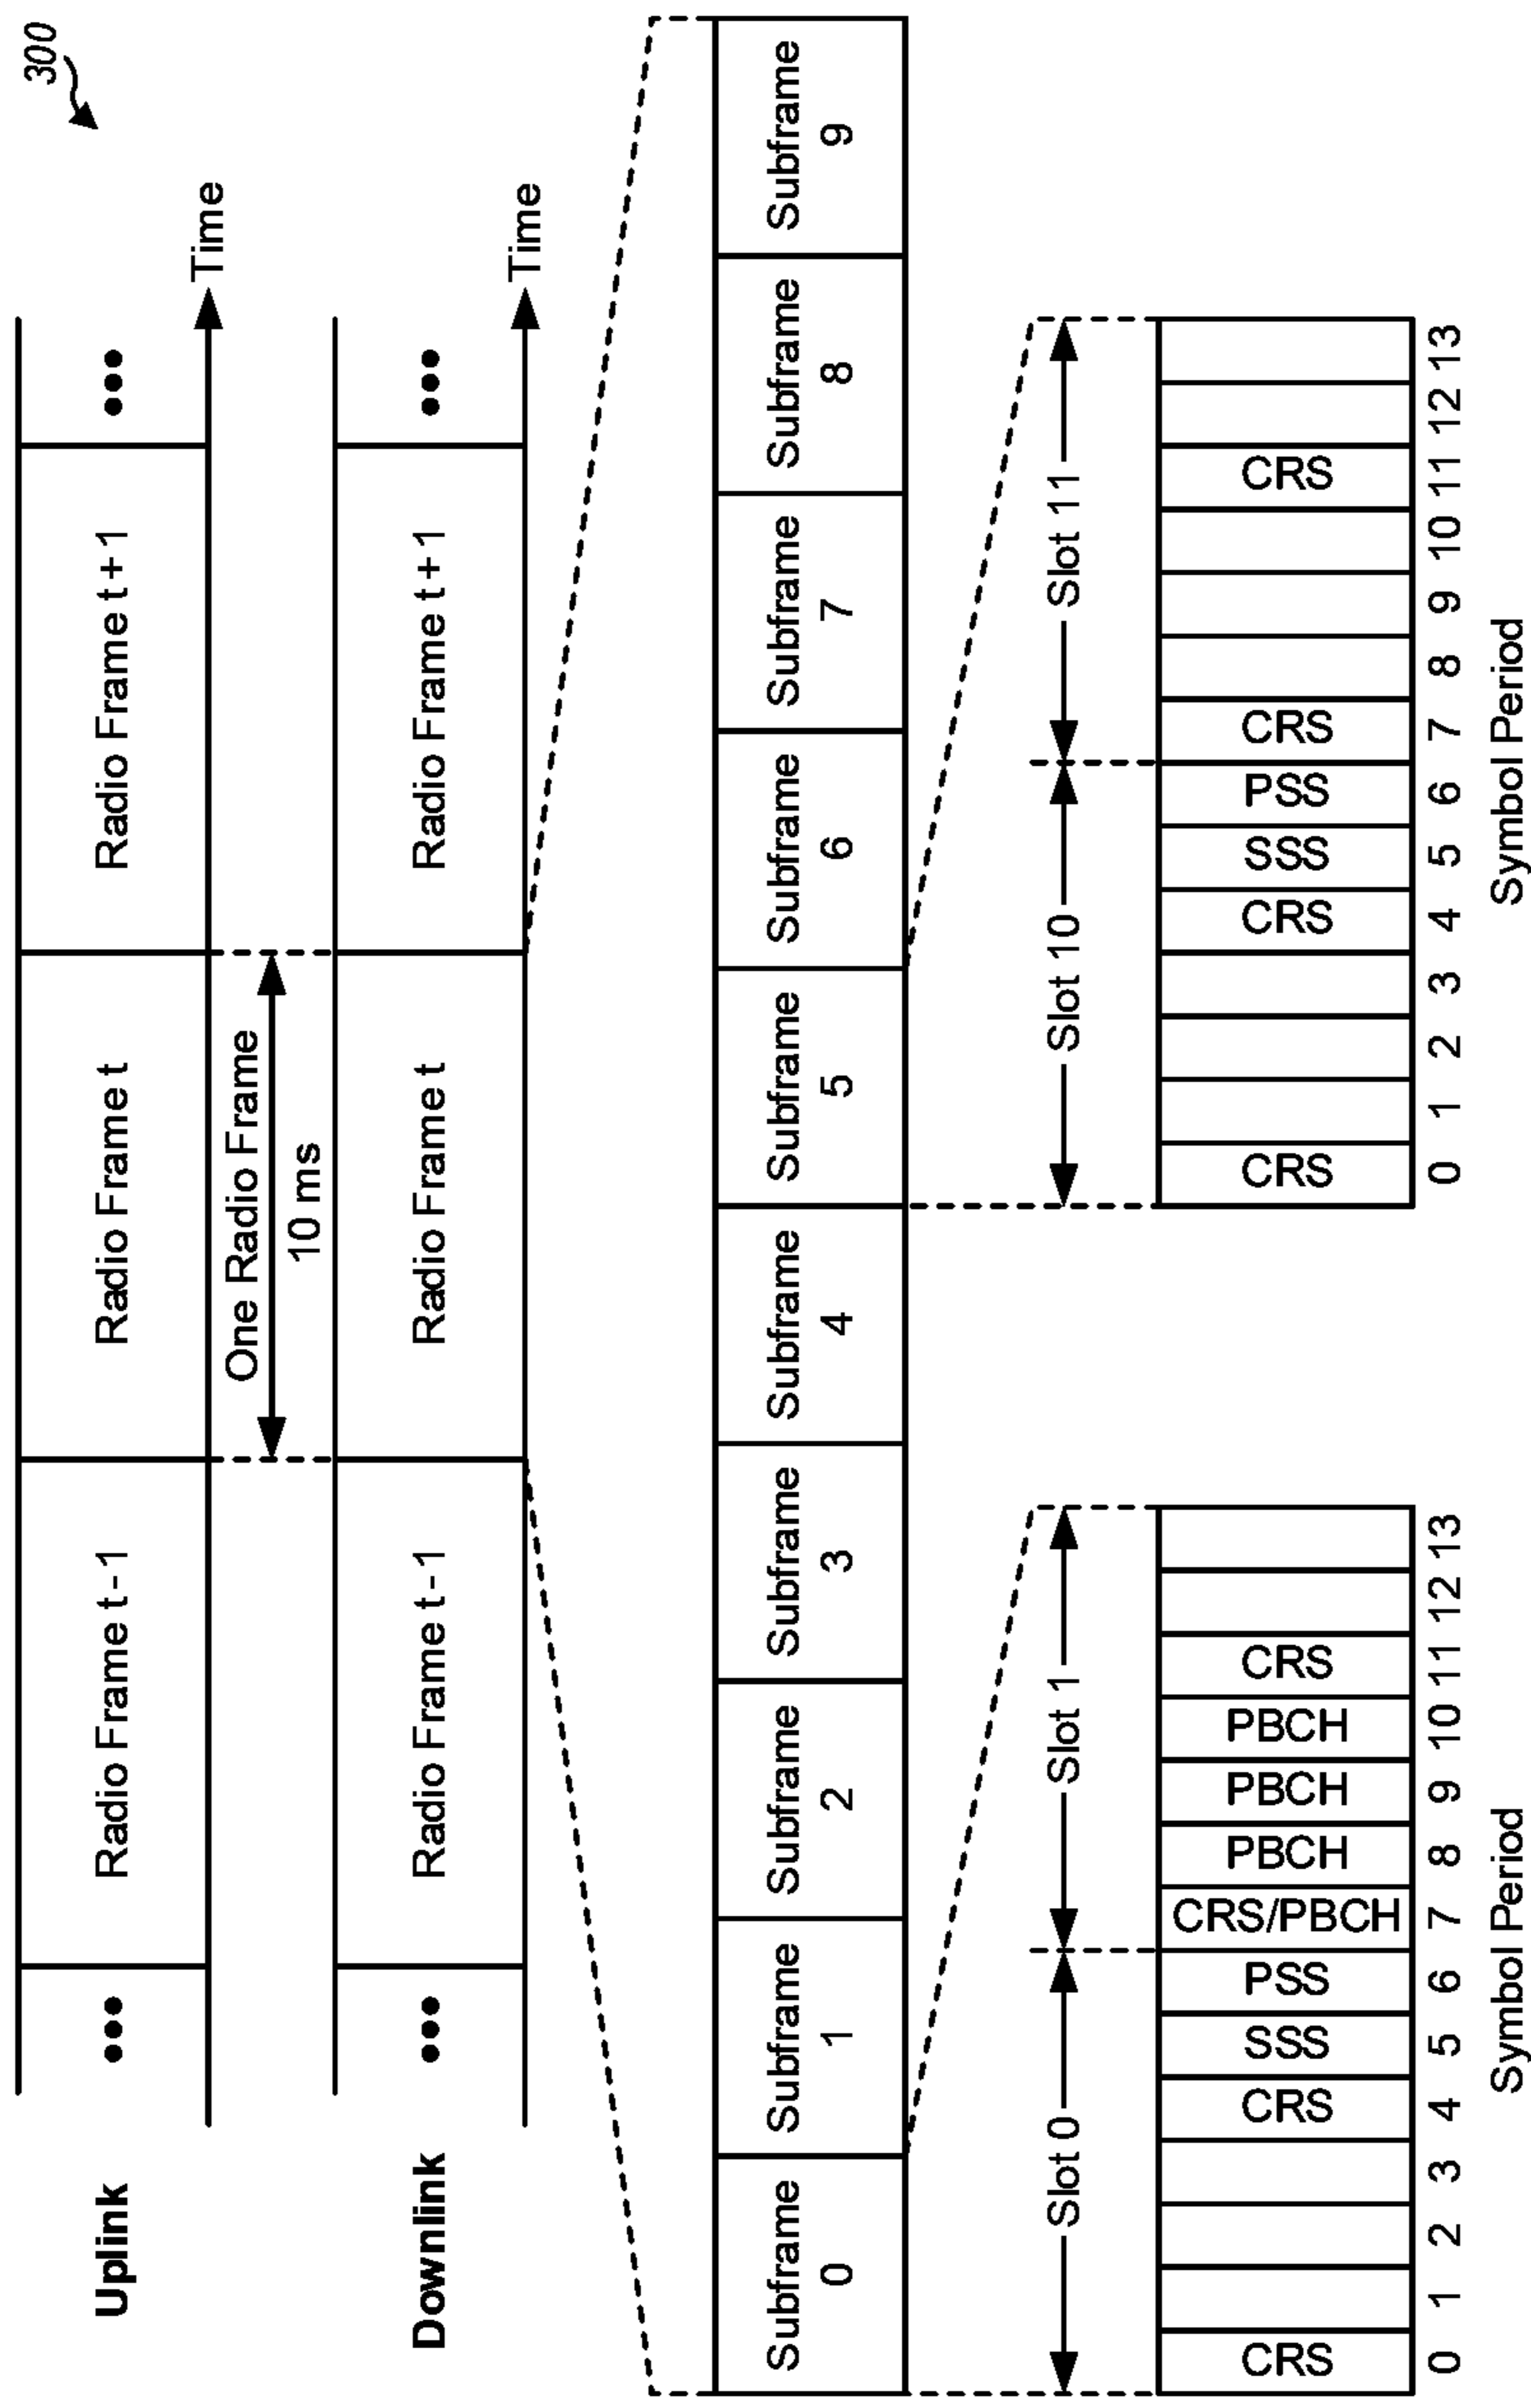 300
Uplink
••• Radio Frame t-1 Radio Frame t Radio Frame t+1 •••
Time
One Radio Frame
10 ms
Downlink
••• Radio Frame t-1 Radio Frame t Radio Frame t+1 •••
Time
Subframe 0 Subframe 1 Subframe 2 Subframe 3 Subframe 4 Subframe 5 Subframe 6 Subframe 7 Subframe 8 Subframe 9
Slot 0 Slot 1
CRS CRS SSS PSS CRS/PBCH PBCH PBCH PBCH CRS
0 1 2 3 4 5 6 7 8 9 10 11 12 13
Symbol Period
Slot 10 Slot 11
CRS CRS SSS PSS CRS CRS
0 1 2 3 4 5 6 7 8 9 10 11 12 13
Symbol Period